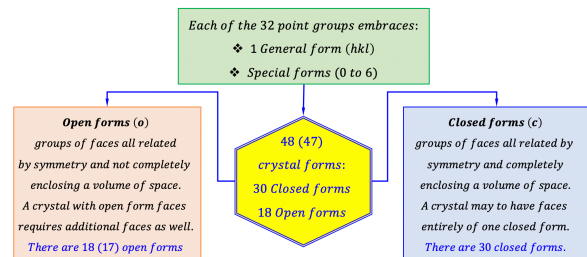 Each of the 32 point groups embraces:
❖ 1 General form (hkl)
❖ Special forms (0 to 6)
Open forms (o)
groups of faces all related
by symmetry and not completely
enclosing a volume of space.
A crystal with open form faces
requires additional faces as well.
There are 18 (17) open forms
48 (47)
crystal forms:
30 Closed forms
18 Open forms
Closed forms (c)
groups of faces all related by
symmetry and completely
enclosing a volume of space.
A crystal may to have faces
entirely of one closed form.
There are 30 closed forms.